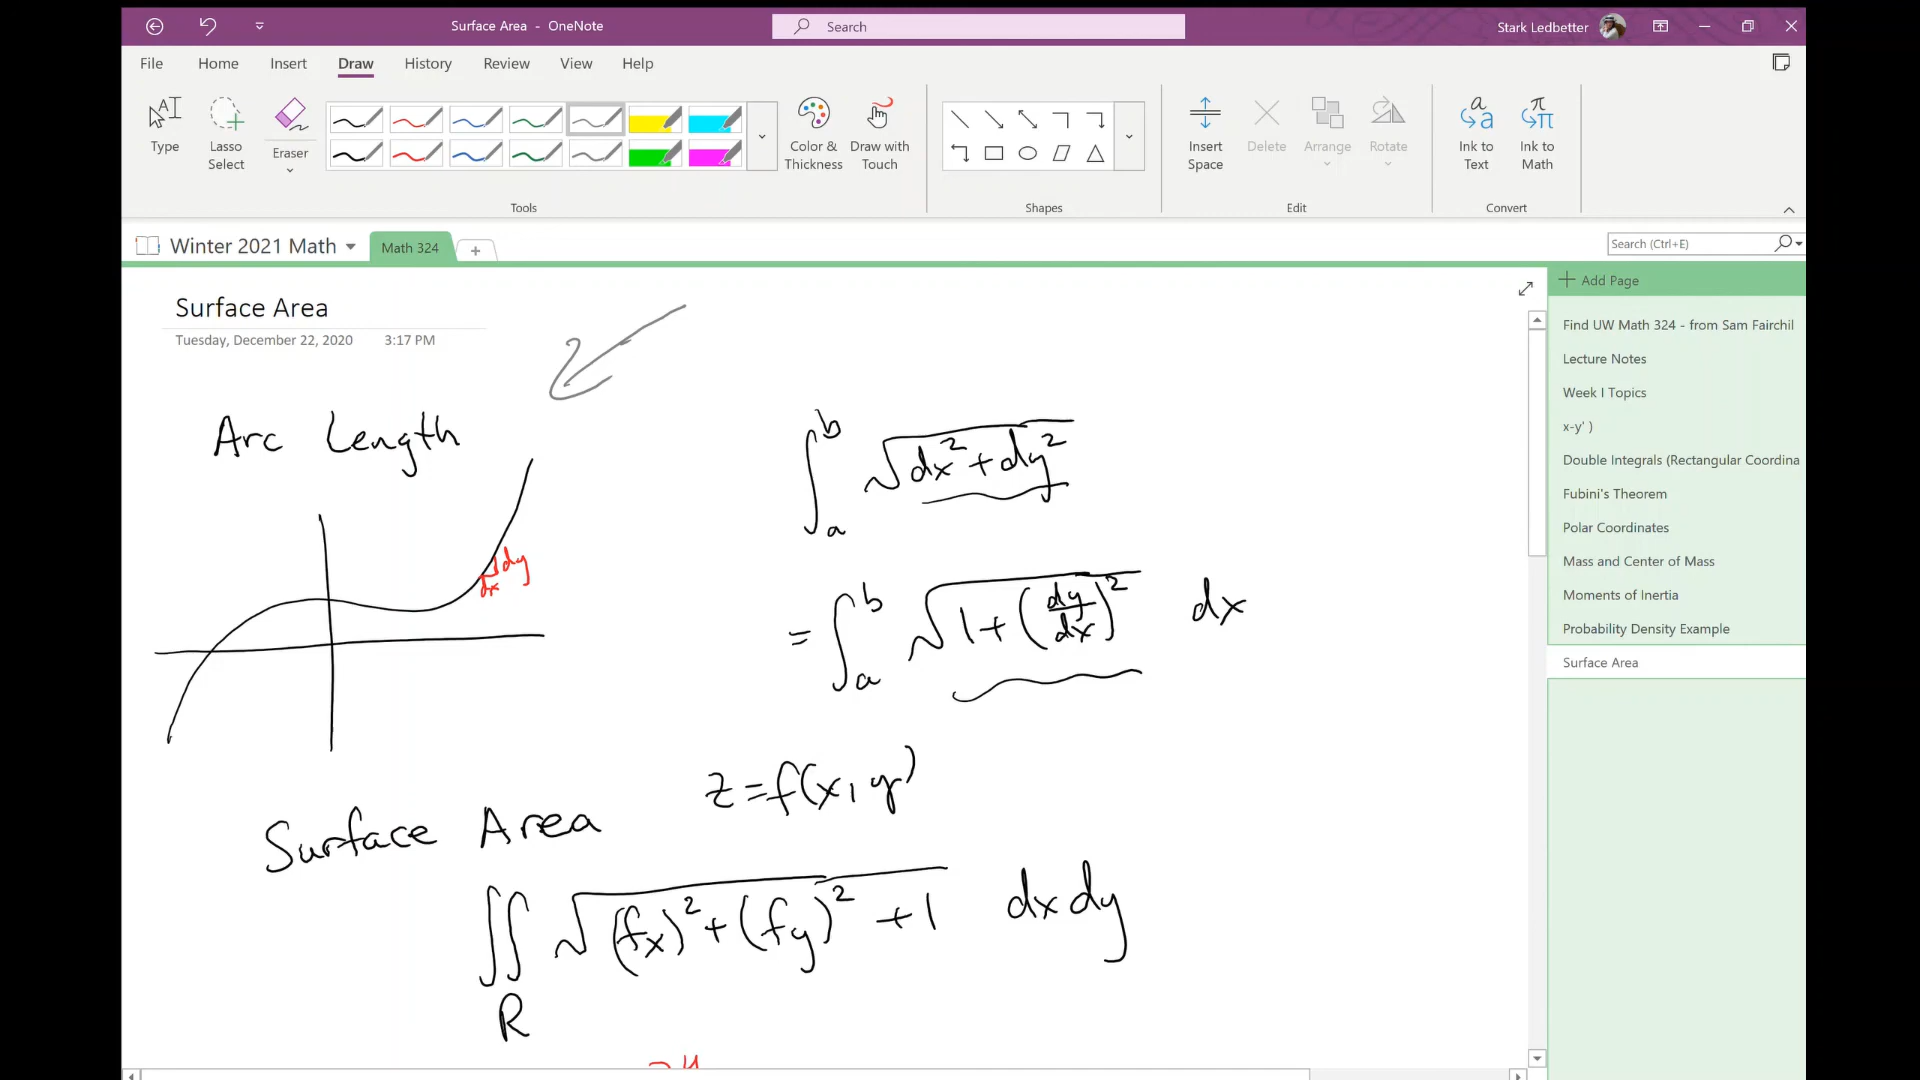 Surface Area - OneNote
Search
Stark Ledbetter
File Home Insert Draw History Review View Help
Type
Lasso Select
Eraser
Color & Thickness
Draw with Touch
Insert Space
Delete
Arrange
Rotate
Ink to Text
Ink to Math
Tools
Shapes
Edit
Convert
Winter 2021 Math
Math 324
Search (Ctrl+E)
Add Page
Find UW Math 324 - from Sam Fairchil
Lecture Notes
Week I Topics
x-y' )
Double Integrals (Rectangular Coordina
Fubini's Theorem
Polar Coordinates
Mass and Center of Mass
Moments of Inertia
Probability Density Example
Surface Area
Surface Area
Tuesday, December 22, 2020 3:17 PM
Arc Length
∫_a^b √(dx²+dy²)
dy
dx
= ∫_a^b √(1+(dy/dx)²) dx
z=f(x,y)
Surface Area
∬_R √((fx)²+(fy)²+1) dxdy